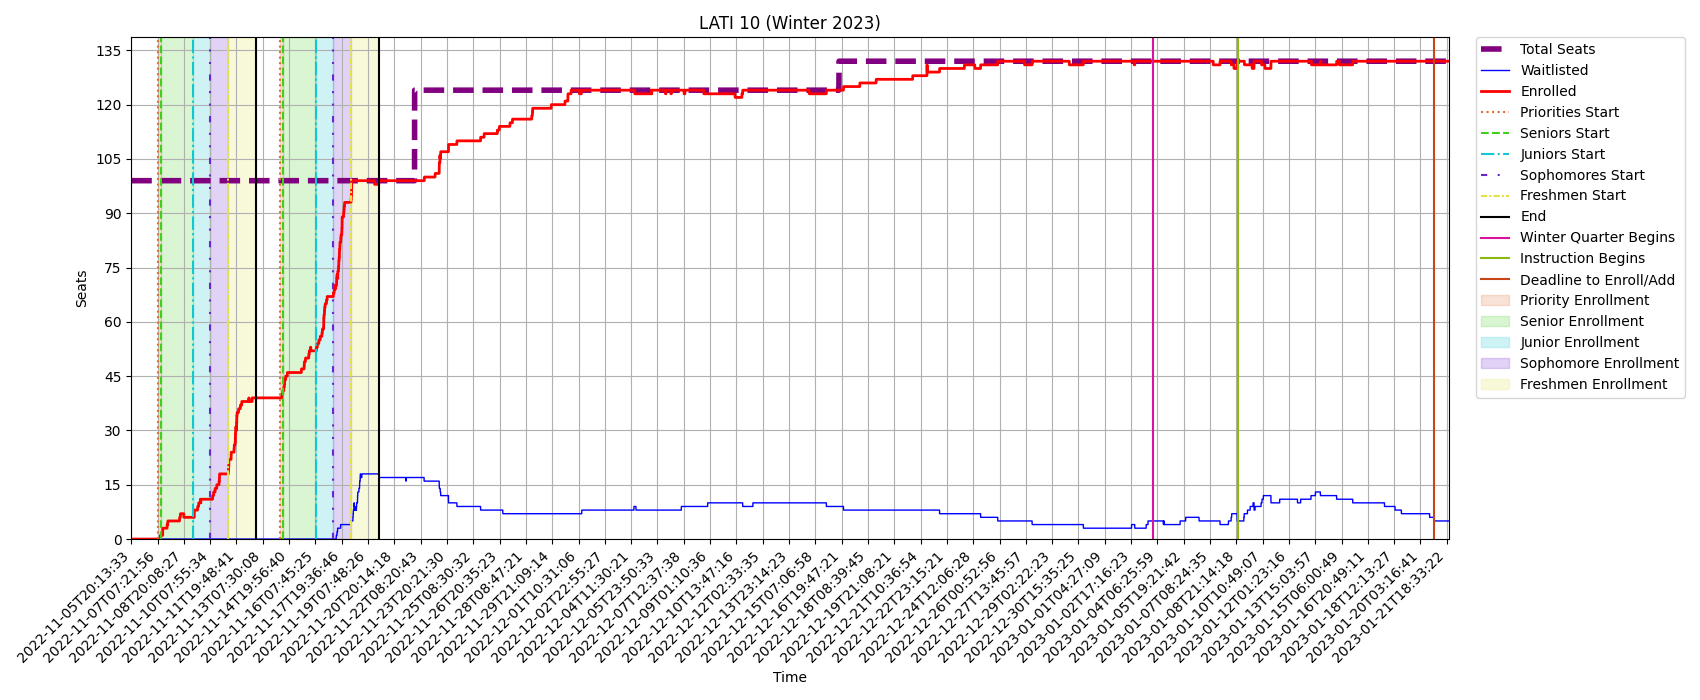 LATI 10 (Winter 2023)
135
120
105
90
75
60
45
30
15
0
Seats
2022-11-05T20:13:33
2022-11-07T07:21:56
2022-11-08T20:08:27
2022-11-10T07:55:34
2022-11-11T19:48:41
2022-11-13T07:30:08
2022-11-14T19:56:40
2022-11-16T07:45:25
2022-11-17T19:36:46
2022-11-19T07:48:26
2022-11-20T20:14:18
2022-11-22T08:20:43
2022-11-23T20:21:30
2022-11-25T08:30:32
2022-11-26T20:35:23
2022-11-28T08:47:21
2022-11-29T21:09:14
2022-12-01T10:31:06
2022-12-02T22:55:27
2022-12-04T11:30:21
2022-12-05T23:50:33
2022-12-07T12:37:38
2022-12-09T01:10:36
2022-12-10T13:47:16
2022-12-12T02:33:35
2022-12-13T23:14:23
2022-12-15T07:06:58
2022-12-16T19:47:21
2022-12-18T08:39:45
2022-12-19T21:08:21
2022-12-21T10:36:54
2022-12-22T23:15:21
2022-12-24T12:06:28
2022-12-26T00:52:56
2022-12-27T13:45:57
2022-12-29T02:22:23
2022-12-30T15:35:25
2023-01-01T04:27:09
2023-01-02T17:16:23
2023-01-04T06:25:59
2023-01-05T19:21:42
2023-01-07T08:24:35
2023-01-08T21:14:18
2023-01-10T10:49:07
2023-01-12T01:23:16
2023-01-13T15:03:57
2023-01-15T06:00:49
2023-01-16T20:49:11
2023-01-18T12:13:27
2023-01-20T03:16:41
2023-01-21T18:33:22
Time
Total Seats
Waitlisted
Enrolled
Priorities Start
Seniors Start
Juniors Start
Sophomores Start
Freshmen Start
End
Winter Quarter Begins
Instruction Begins
Deadline to Enroll/Add
Priority Enrollment
Senior Enrollment
Junior Enrollment
Sophomore Enrollment
Freshmen Enrollment